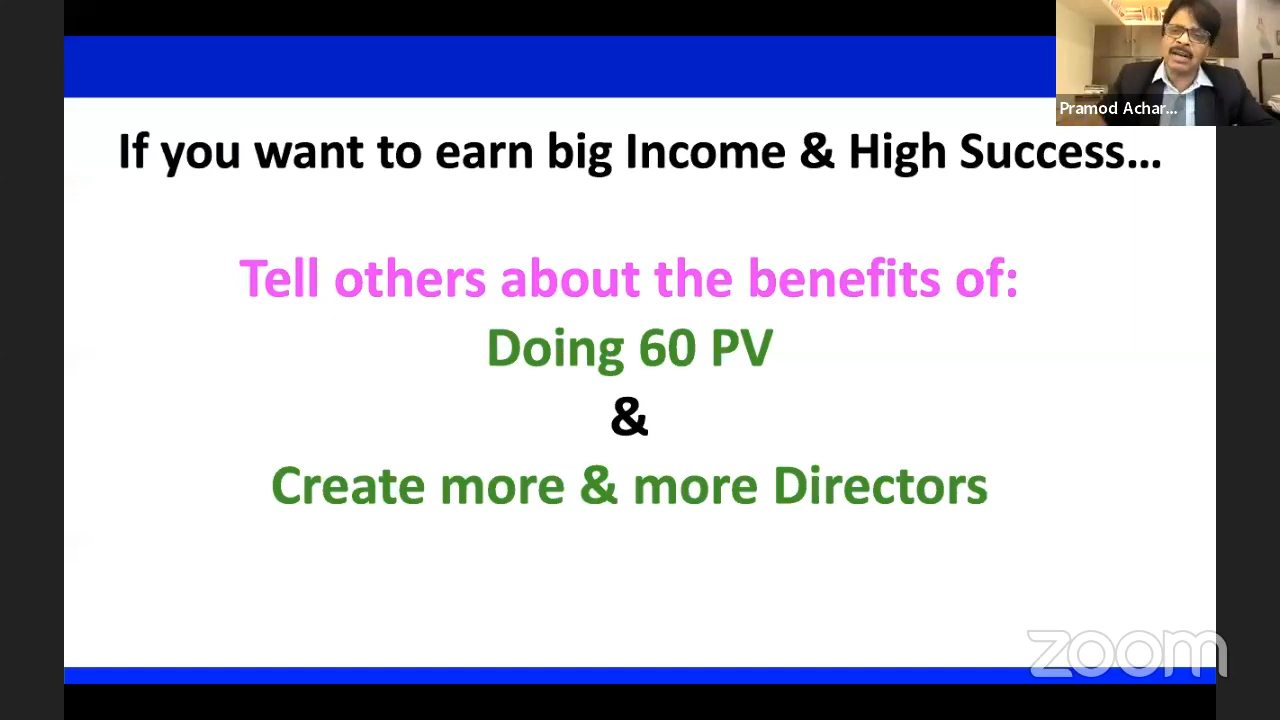 Pramod Achar...
If you want to earn big Income & High Success...
Tell others about the benefits of:
Doing 60 PV
&
Create more & more Directors
zoom